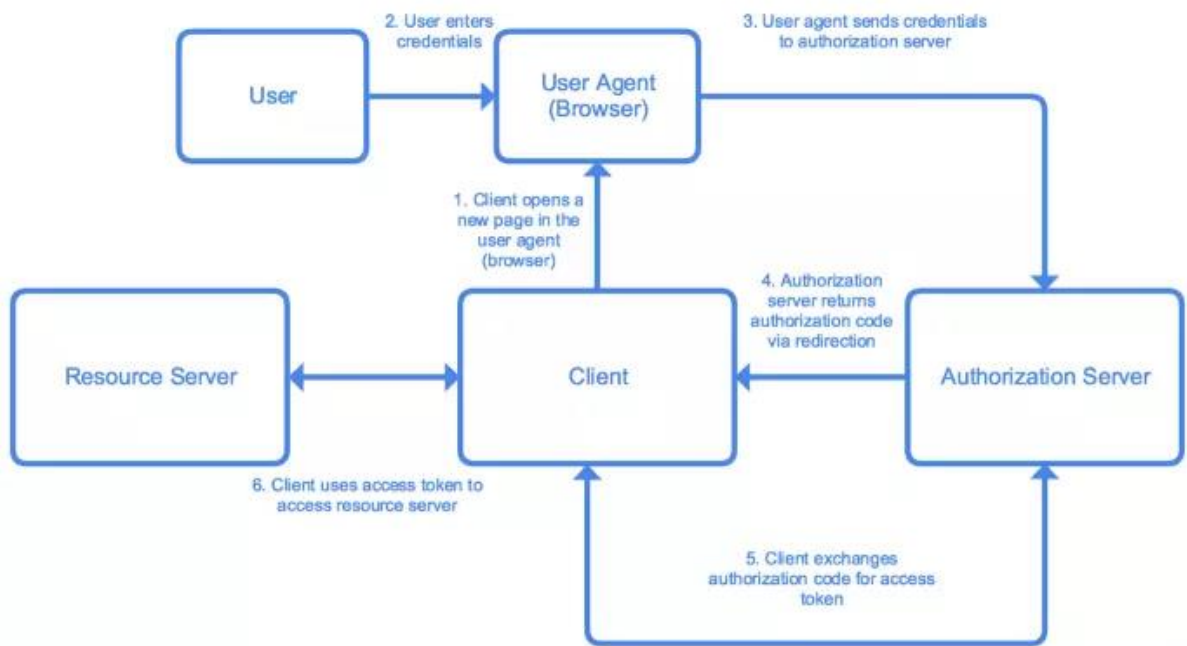 2. User enters
credentials
3. User agent sends credentials
to authorization server
User
User Agent
(Browser)
1. Client opens a
new page in the
user agent
(browser)
4. Authorization
server returns
authorization code
via redirection
Resource Server
Client
Authorization Server
6. Client uses access token to
access resource server
5. Client exchanges
authorization code for access
token